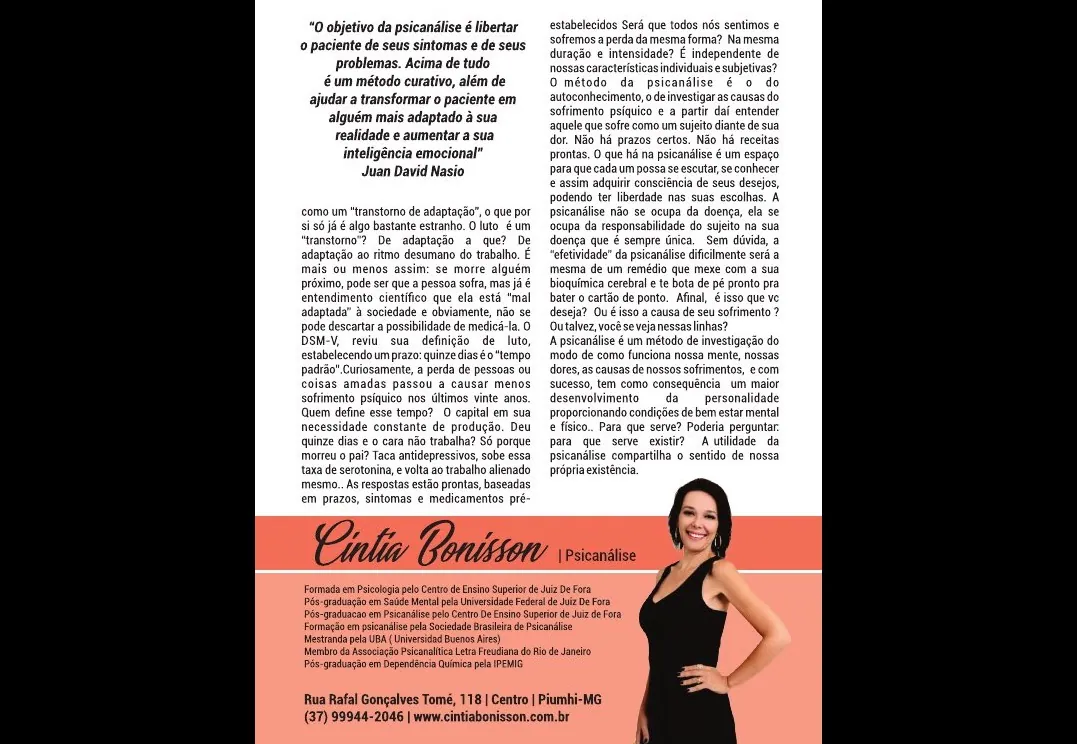 “O objetivo da psicanálise é libertar
o paciente de seus sintomas e de seus
problemas. Acima de tudo
é um método curativo, além de
ajudar a transformar o paciente em
alguém mais adaptado à sua
realidade e aumentar a sua
inteligência emocional”
Juan David Nasio
como um “transtorno de adaptação”, o que por
si só já é algo bastante estranho. O luto é um
“transtorno”? De adaptação a que? De
adaptação ao ritmo desumano do trabalho. É
mais ou menos assim: se morre alguém
próximo, pode ser que a pessoa sofra, mas já é
entendimento científico que ela está “mal
adaptada” à sociedade e obviamente, não se
pode descartar a possibilidade de medicá-la. O
DSM-V, reviu sua definição de luto,
estabelecendo um prazo: quinze dias é o “tempo
padrão”.Curiosamente, a perda de pessoas ou
coisas amadas passou a causar menos
sofrimento psíquico nos últimos vinte anos.
Quem define esse tempo? O capital em sua
necessidade constante de produção. Deu
quinze dias e o cara não trabalha? Só porque
morreu o pai? Taca antidepressivos, sobe essa
taxa de serotonina, e volta ao trabalho alienado
mesmo.. As respostas estão prontas, baseadas
em prazos, sintomas e medicamentos pré-
estabelecidos Será que todos nós sentimos e
sofremos a perda da mesma forma? Na mesma
duração e intensidade? É independente de
nossas características individuais e subjetivas?
O método da psicanálise é o do
autoconhecimento, o de investigar as causas do
sofrimento psíquico e a partir daí entender
aquele que sofre como um sujeito diante de sua
dor. Não há prazos certos. Não há receitas
prontas. O que há na psicanálise é um espaço
para que cada um possa se escutar, se conhecer
e assim adquirir consciência de seus desejos,
podendo ter liberdade nas suas escolhas. A
psicanálise não se ocupa da doença, ela se
ocupa da responsabilidade do sujeito na sua
doença que é sempre única. Sem dúvida, a
“efetividade” da psicanálise dificilmente será a
mesma de um remédio que mexe com a sua
bioquímica cerebral e te bota de pé pronto pra
bater o cartão de ponto. Afinal, é isso que vc
deseja? Ou é isso a causa de seu sofrimento ?
Ou talvez, você se veja nessas linhas?
A psicanálise é um método de investigação do
modo de como funciona nossa mente, nossas
dores, as causas de nossos sofrimentos, e com
sucesso, tem como consequência um maior
desenvolvimento da personalidade
proporcionando condições de bem estar mental
e físico.. Para que serve? Poderia perguntar:
para que serve existir? A utilidade da
psicanálise compartilha o sentido de nossa
própria existência.
Cintia Bonisson | Psicanálise
Formada em Psicologia pelo Centro de Ensino Superior de Juiz De Fora
Pós-graduação em Saúde Mental pela Universidade Federal de Juíz De Fora
Pós-graduacao em Psicanálise pelo Centro De Ensino Superior de Juiz de Fora
Formação em psicanálise pela Sociedade Brasileira de Psicanálise
Mestranda pela UBA ( Universidad Buenos Aires)
Membro da Associação Psicanalítica Letra Freudiana do Rio de Janeiro
Pós-graduação em Dependência Química pela IPEMIG
Rua Rafal Gonçalves Tomé, 118 | Centro | Piumhi-MG
(37) 99944-2046 | www.cintiabonisson.com.br